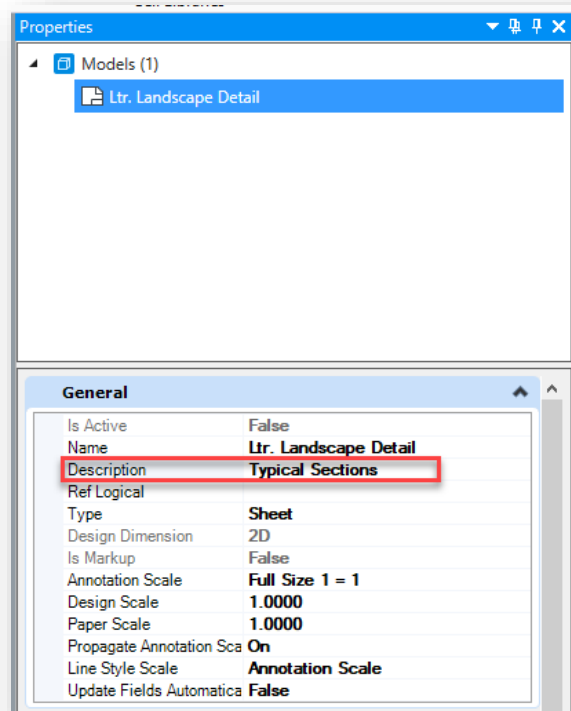 Properties
Models (1)
Ltr. Landscape Detail
General
Is Active False
Name Ltr. Landscape Detail
Description Typical Sections
Ref Logical
Type Sheet
Design Dimension 2D
Is Markup False
Annotation Scale Full Size 1 = 1
Design Scale 1.0000
Paper Scale 1.0000
Propagate Annotation Sca On
Line Style Scale Annotation Scale
Update Fields Automatica False